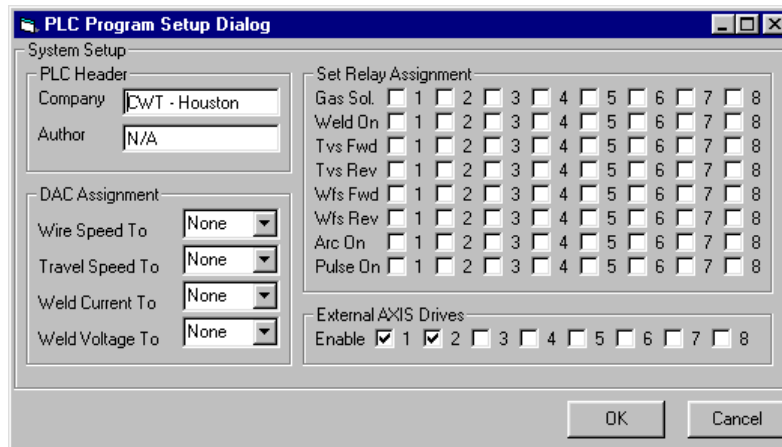 PLC Program Setup Dialog
System Setup
PLC Header
Company CWT - Houston
Author N/A
DAC Assignment
Wire Speed To None
Travel Speed To None
Weld Current To None
Weld Voltage To None
Set Relay Assignment
Gas Sol. 1 2 3 4 5 6 7 8
Weld On 1 2 3 4 5 6 7 8
Tvs Fwd 1 2 3 4 5 6 7 8
Tvs Rev 1 2 3 4 5 6 7 8
Wfs Fwd 1 2 3 4 5 6 7 8
Wfs Rev 1 2 3 4 5 6 7 8
Arc On 1 2 3 4 5 6 7 8
Pulse On 1 2 3 4 5 6 7 8
External AXIS Drives
Enable 1 2 3 4 5 6 7 8
OK Cancel